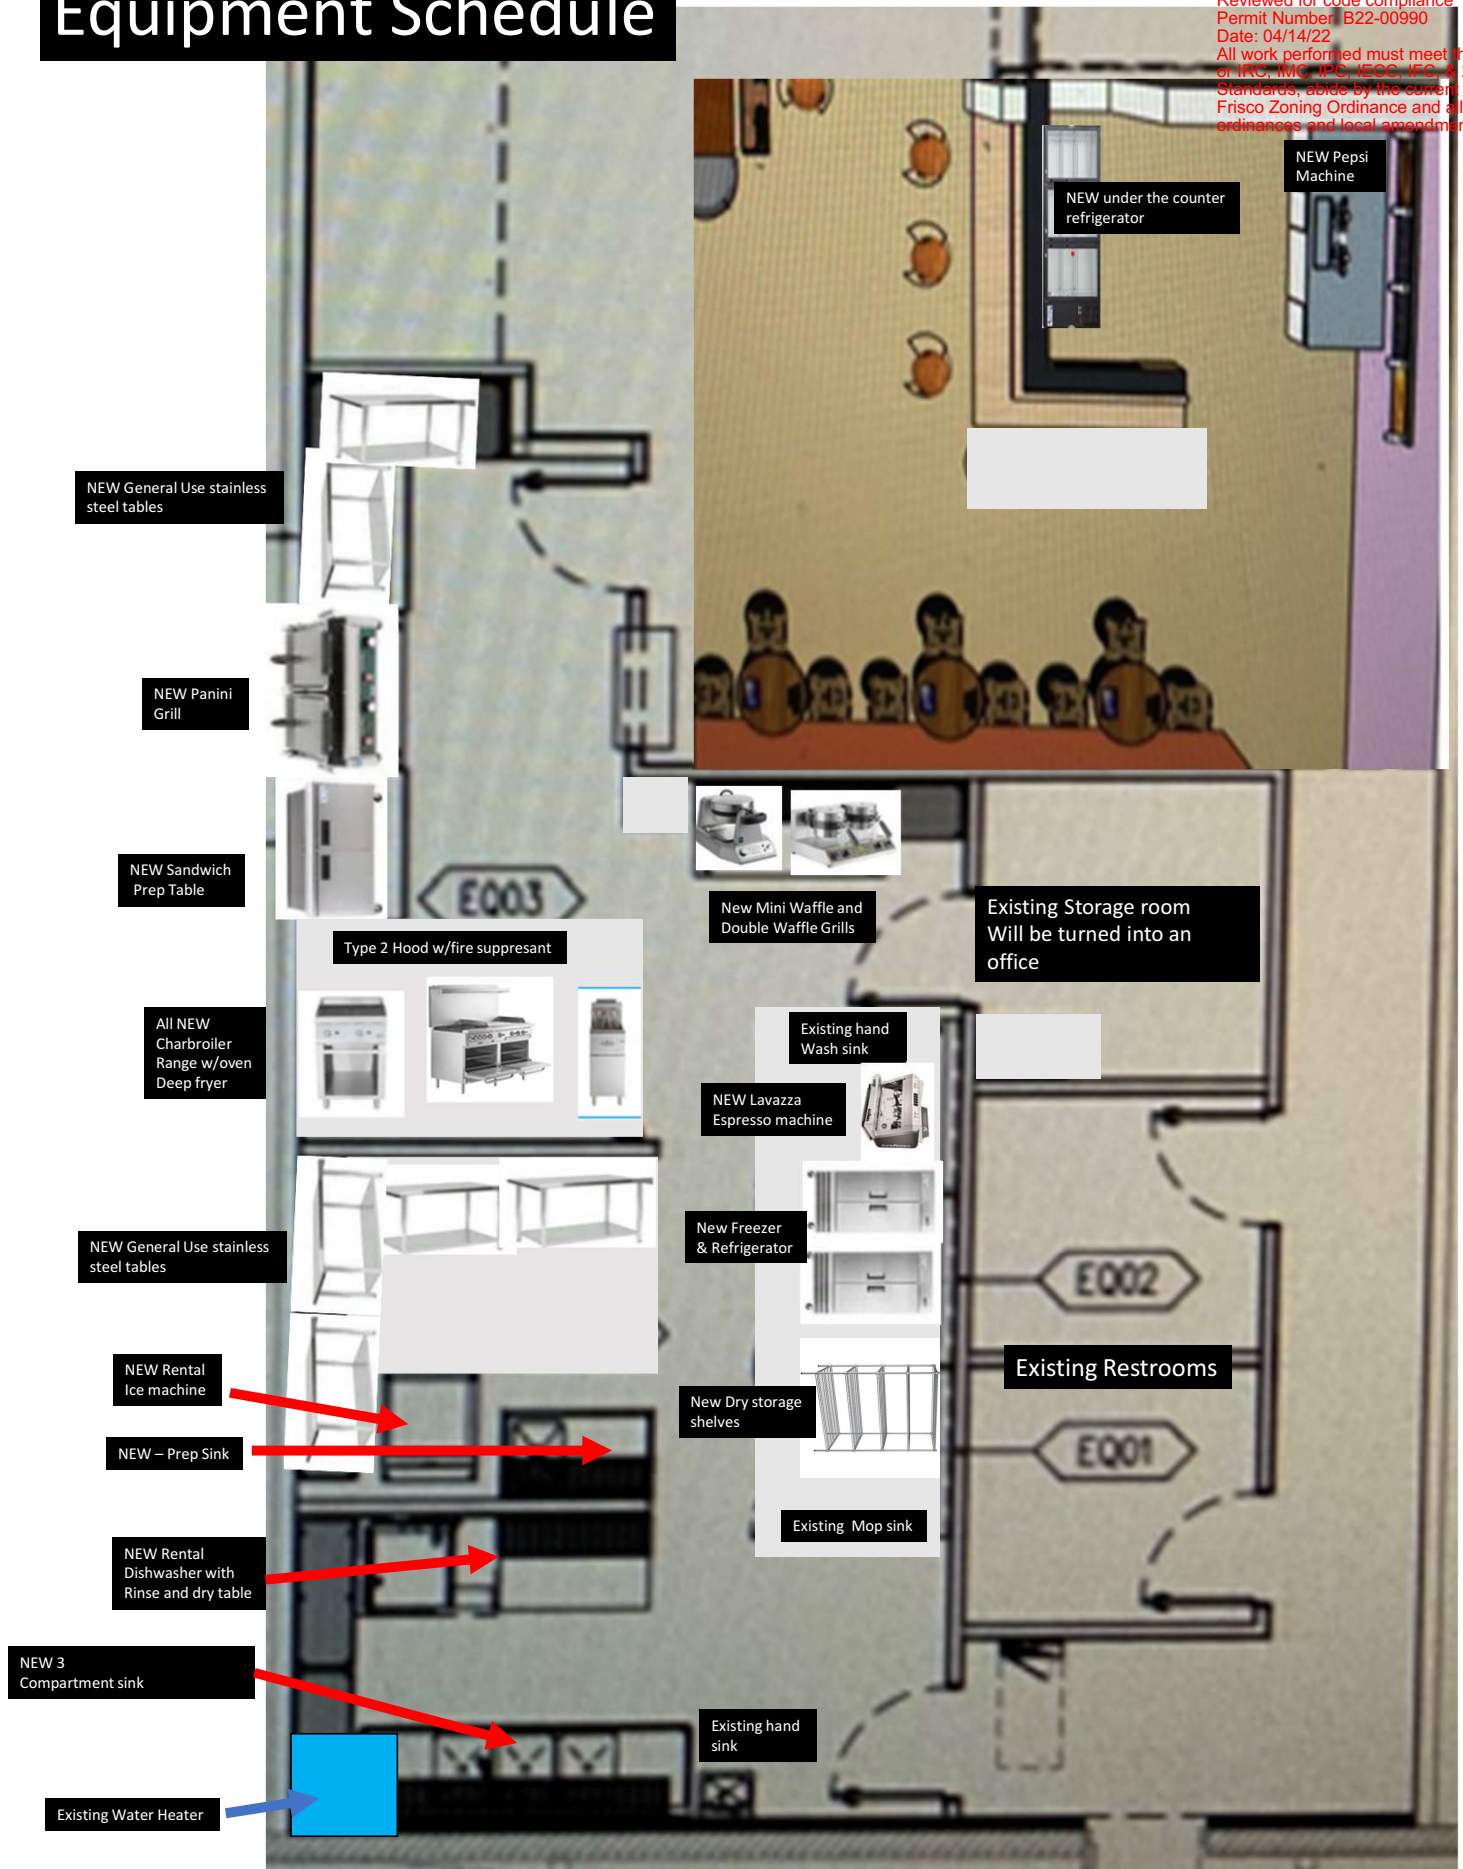 Equipment Schedule
Reviewed for code compliance
Permit Number: B22-00990
Date: 04/14/22
All work performed must meet
or IRC, IMC, IPC, IECC, IFC, &
Standards, abide by the current
Frisco Zoning Ordinance and all
ordinances and local
NEW Pepsi
Machine
NEW under the counter
refrigerator
NEW General Use stainless
steel tables
NEW Panini
Grill
NEW Sandwich
Prep Table
EQ03
New Mini Waffle and
Double Waffle Grills
Existing Storage room
Will be turned into an
office
Type 2 Hood w/fire suppresant
All NEW
Charbroiler
Range w/oven
Deep fryer
Existing hand
Wash sink
NEW Lavazza
Espresso machine
New Freezer
& Refrigerator
NEW General Use stainless
steel tables
EQ02
Existing Restrooms
NEW Rental
Ice machine
New Dry storage
shelves
NEW – Prep Sink
EQ01
Existing Mop sink
NEW Rental
Dishwasher with
Rinse and dry table
NEW 3
Compartment sink
Existing hand
sink
Existing Water Heater